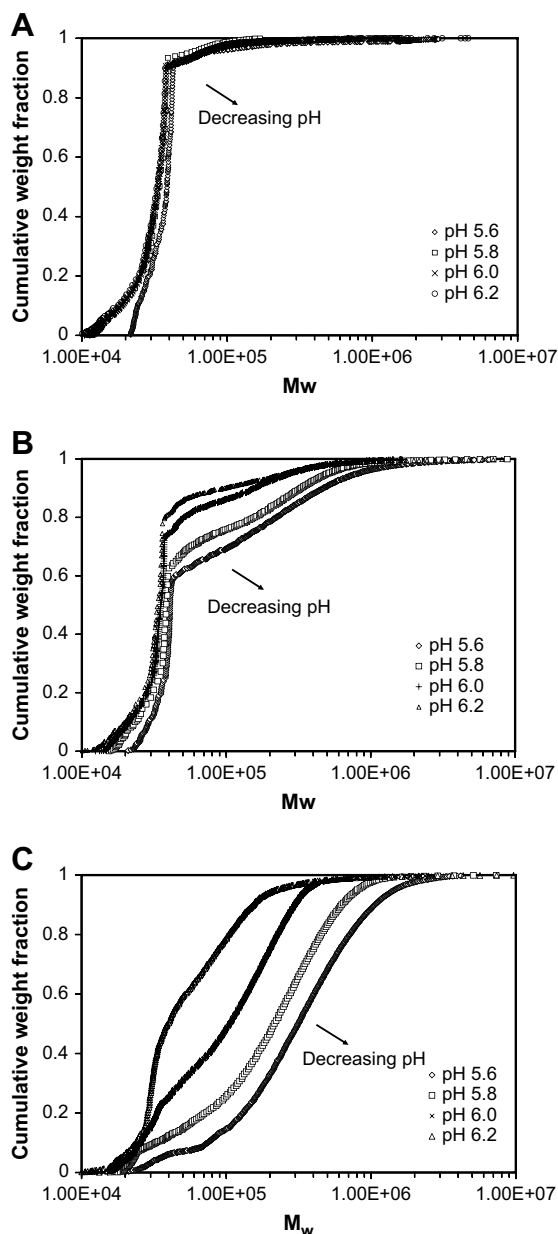 A
Cumulative weight fraction
1
0.8
0.6
0.4
0.2
0
Decreasing pH
pH 5.6
pH 5.8
pH 6.0
pH 6.2
1.00E+04 1.00E+05 1.00E+06 1.00E+07
Mw
B
Cumulative weight fraction
1
0.8
0.6
0.4
0.2
0
Decreasing pH
pH 5.6
pH 5.8
pH 6.0
pH 6.2
1.00E+04 1.00E+05 1.00E+06 1.00E+07
Mw
C
Cumulative weight fraction
1
0.8
0.6
0.4
0.2
0
Decreasing pH
pH 5.6
pH 5.8
pH 6.0
pH 6.2
1.00E+04 1.00E+05 1.00E+06 1.00E+07
Mw